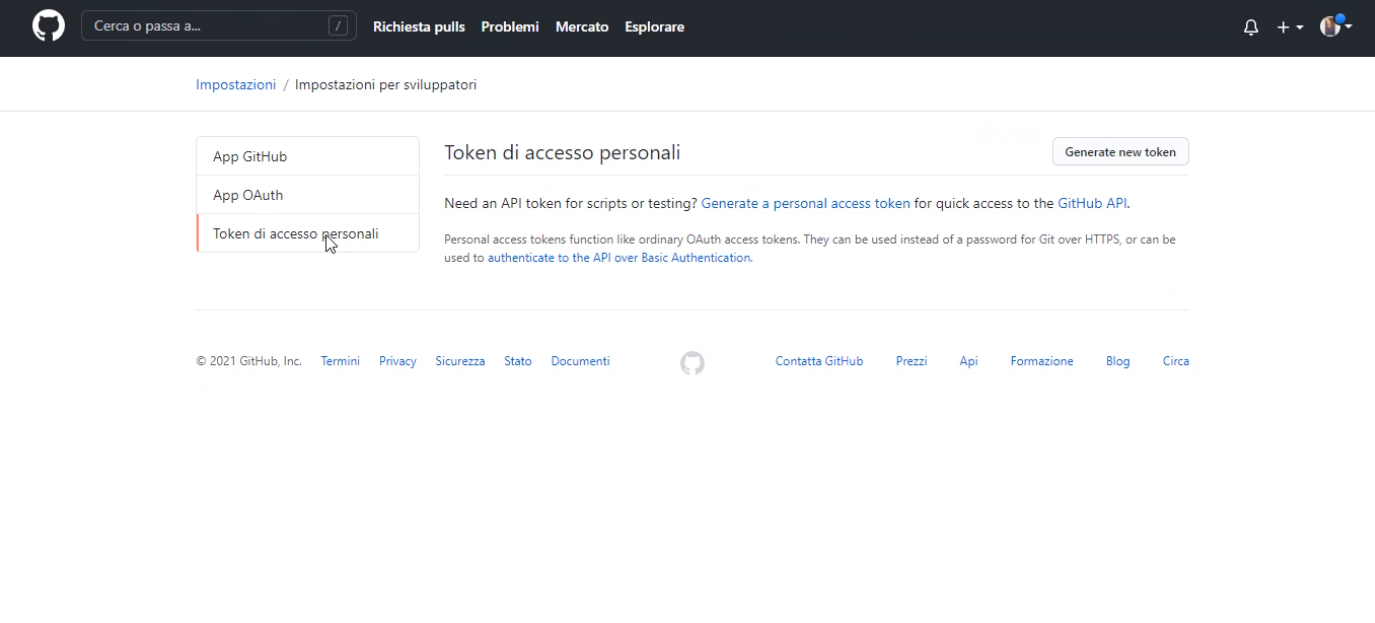 Cerca o passa a... /
Richiesta pulls Problemi Mercato Esplorare
Impostazioni / Impostazioni per sviluppatori
App GitHub
App OAuth
Token di accesso personali
Token di accesso personali
Generate new token
Need an API token for scripts or testing? Generate a personal access token for quick access to the GitHub API.
Personal access tokens function like ordinary OAuth access tokens. They can be used instead of a password for Git over HTTPS, or can be
used to authenticate to the API over Basic Authentication.
© 2021 GitHub, Inc. Termini Privacy Sicurezza Stato Documenti Contatta GitHub Prezzi Api Formazione Blog Circa